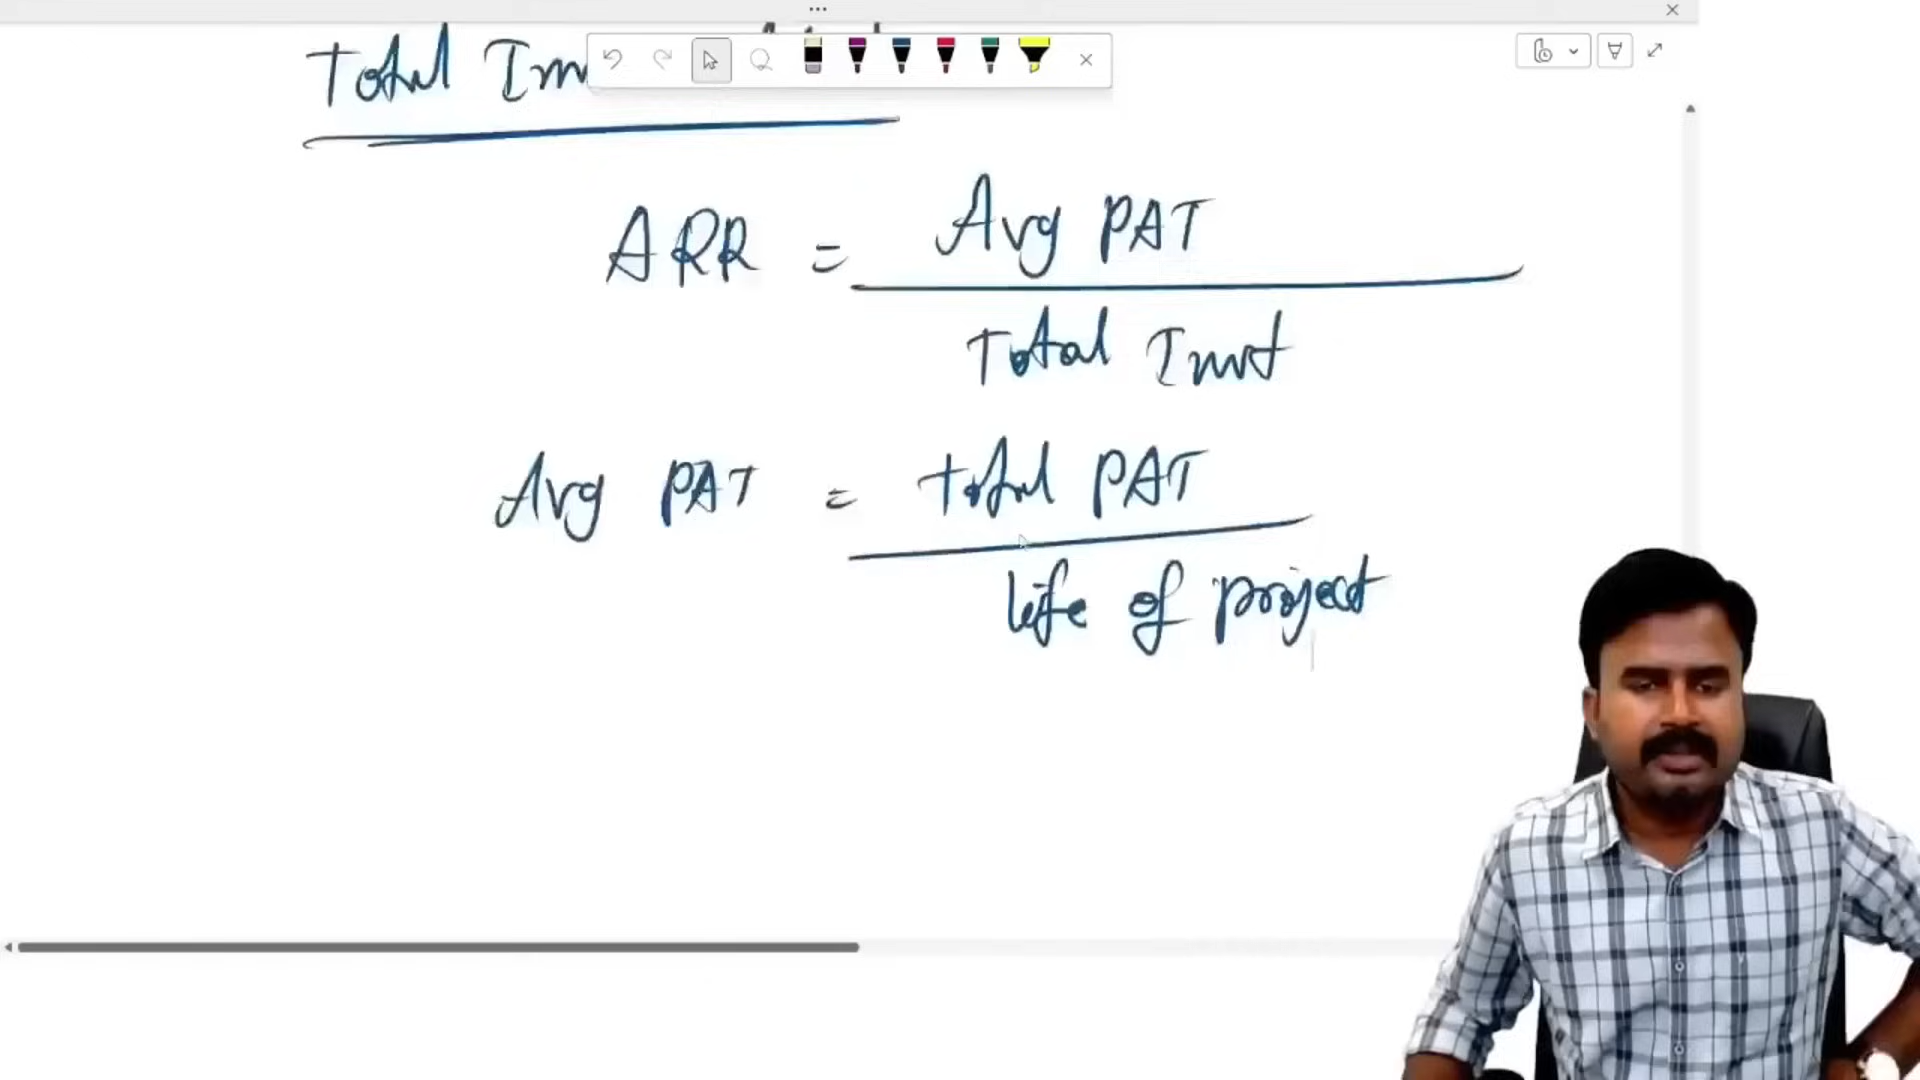 Total Inv
ARR = Avg PAT
Total Invt
Avg PAT = total PAT
life of project